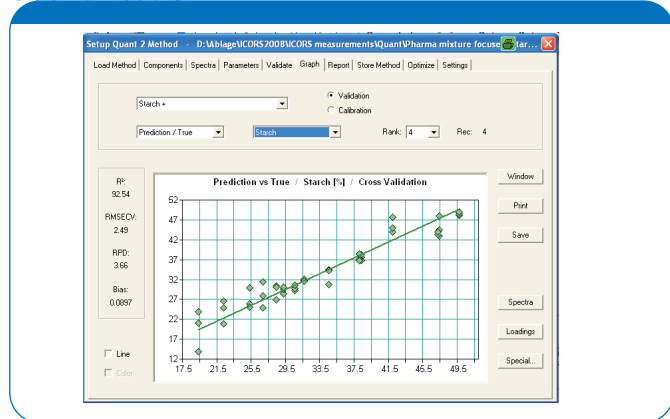 Setup Quant 2 Method - D:\Ablage\ICORS2008\ICORS measurements\Quant\Pharma mixture focuse tar...
Load Method Components Spectra Parameters Validate Graph Report Store Method Optimize Settings
Starch +
Validation
Calibration
Prediction / True Starch Rank: 4 Rec: 4
R²:
92.54
RMSECV:
2.49
RPD:
3.66
Bias:
0.0897
Line
Color
Prediction vs True / Starch [%] / Cross Validation
52
47
42
37
32
27
22
17
12
17.5 21.5 25.5 29.5 33.5 37.5 41.5 45.5 49.5
Window
Print
Save
Spectra
Loadings
Special...